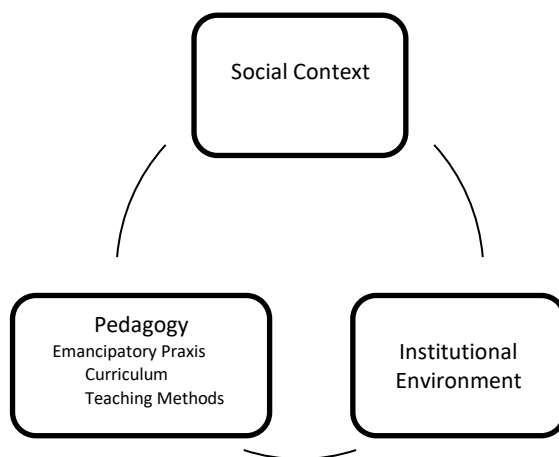 Social Context
Pedagogy
Emancipatory Praxis
Curriculum
Teaching Methods
Institutional
Environment